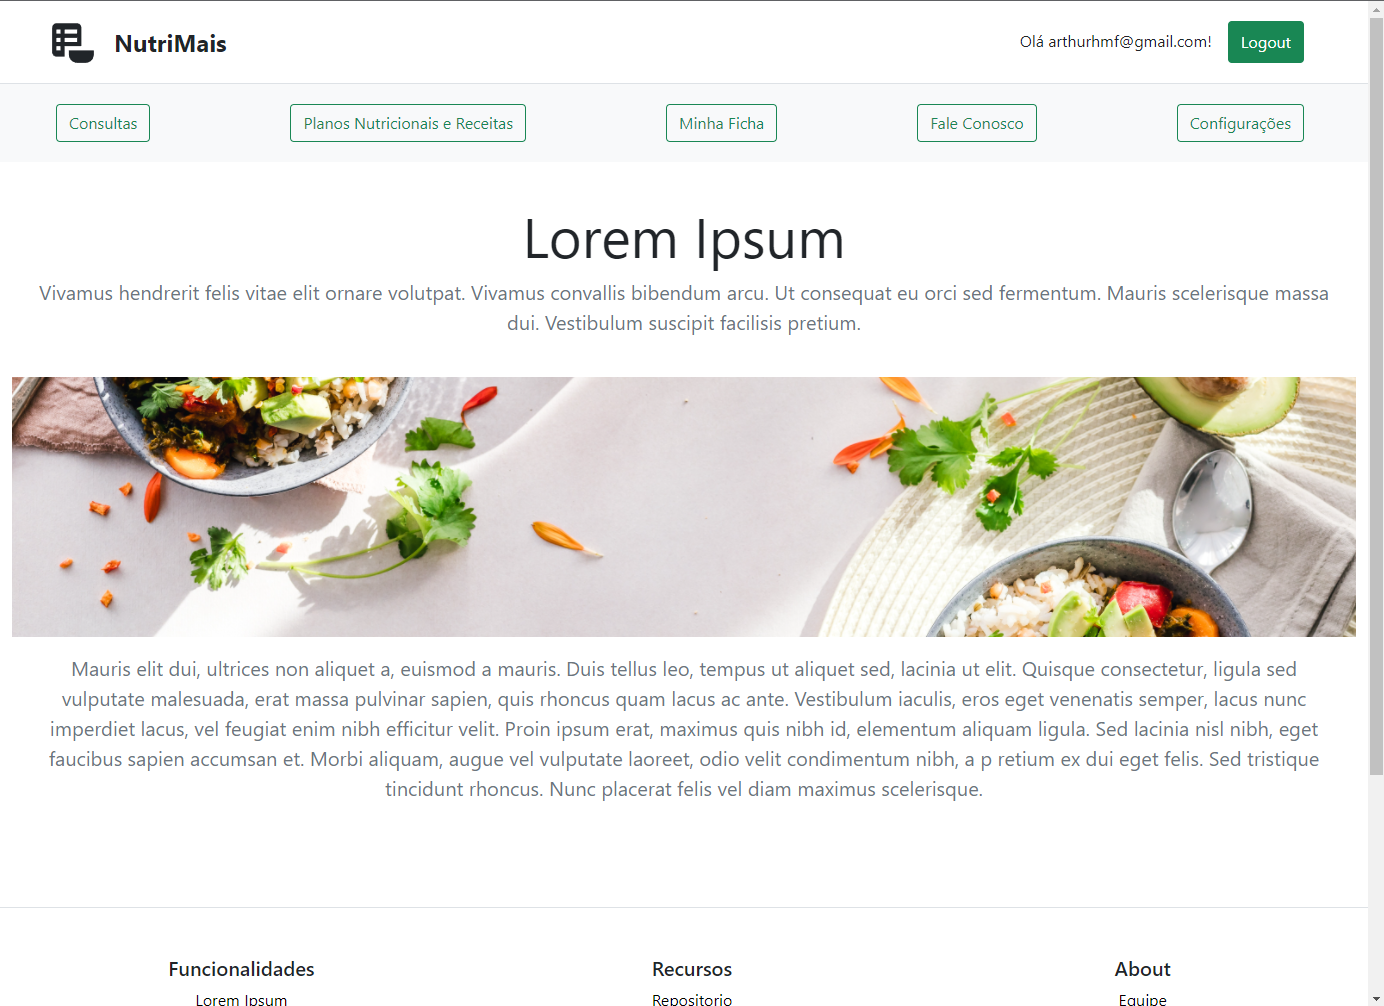 NutriMais
Olá arthurhmf@gmail.com!
Logout
Consultas
Planos Nutricionais e Receitas
Minha Ficha
Fale Conosco
Configurações
Lorem Ipsum
Vivamus hendrerit felis vitae elit ornare volutpat. Vivamus convallis bibendum arcu. Ut consequat eu orci sed fermentum. Mauris scelerisque massa
dui. Vestibulum suscipit facilisis pretium.
Mauris elit dui, ultrices non aliquet a, euismod a mauris. Duis tellus leo, tempus ut aliquet sed, lacinia ut elit. Quisque consectetur, ligula sed
vulputate malesuada, erat massa pulvinar sapien, quis rhoncus quam lacus ac ante. Vestibulum iaculis, eros eget venenatis semper, lacus nunc
imperdiet lacus, vel feugiat enim nibh efficitur velit. Proin ipsum erat, maximus quis nibh id, elementum aliquam ligula. Sed lacinia nisl nibh, eget
faucibus sapien accumsan et. Morbi aliquam, augue vel vulputate laoreet, odio velit condimentum nibh, a p retium ex dui eget felis. Sed tristique
tincidunt rhoncus. Nunc placerat felis vel diam maximus scelerisque.
Funcionalidades
Lorem Ipsum
Recursos
Repositorio
About
Equipe